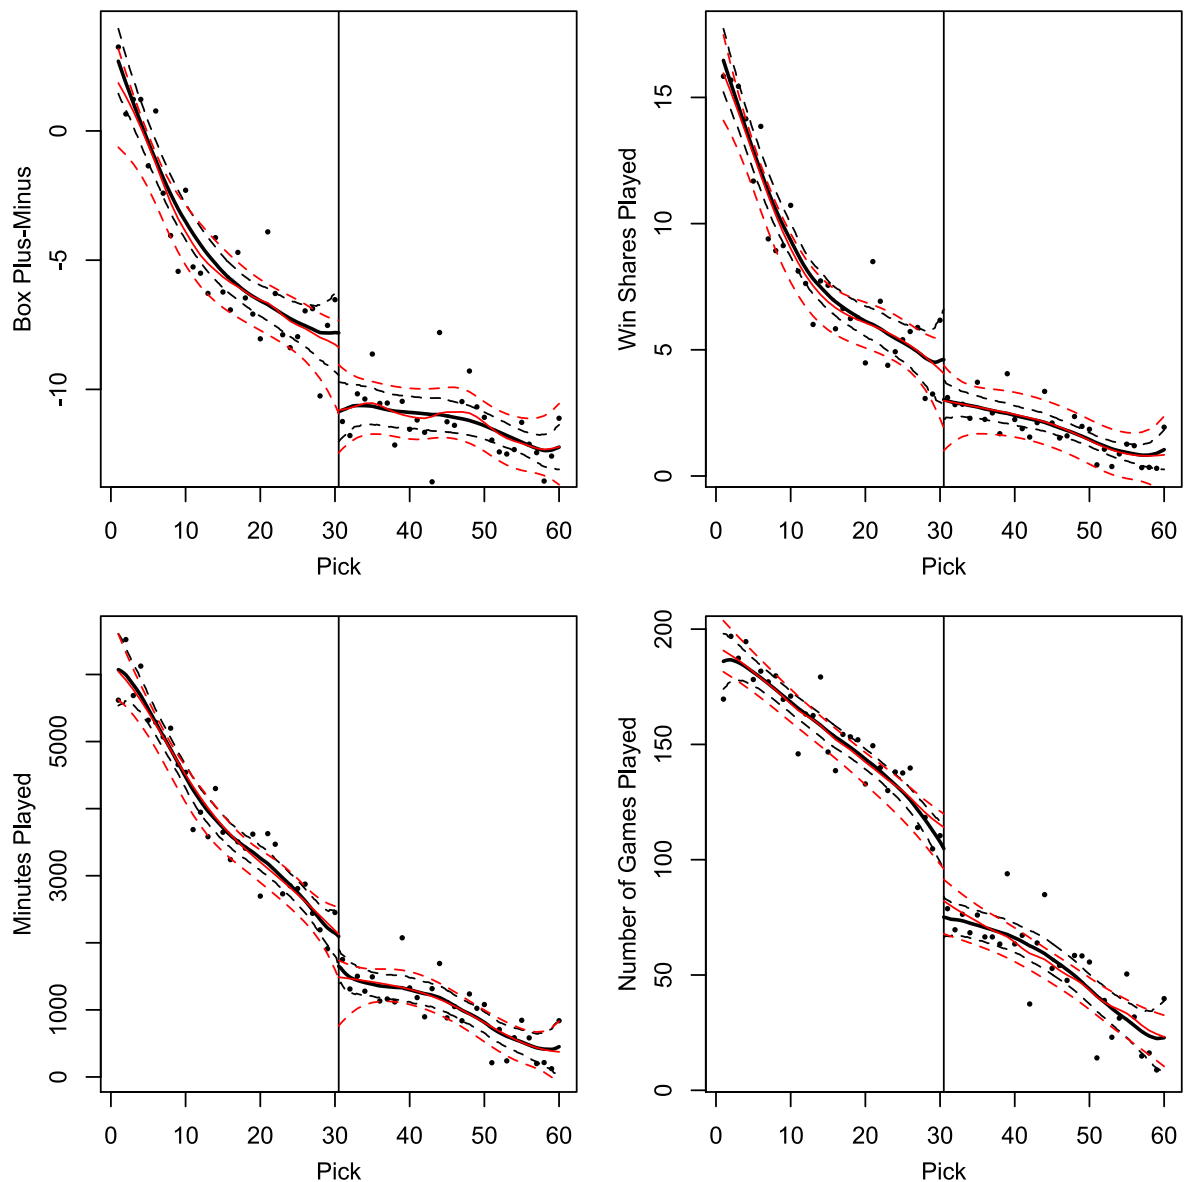 Box Plus-Minus
0
-5
-10
0 10 20 30 40 50 60
Pick
Win Shares Played
15
10
5
0
0 10 20 30 40 50 60
Pick
Minutes Played
5000
3000
1000
0
0 10 20 30 40 50 60
Pick
Number of Games Played
200
150
100
50
0
0 10 20 30 40 50 60
Pick